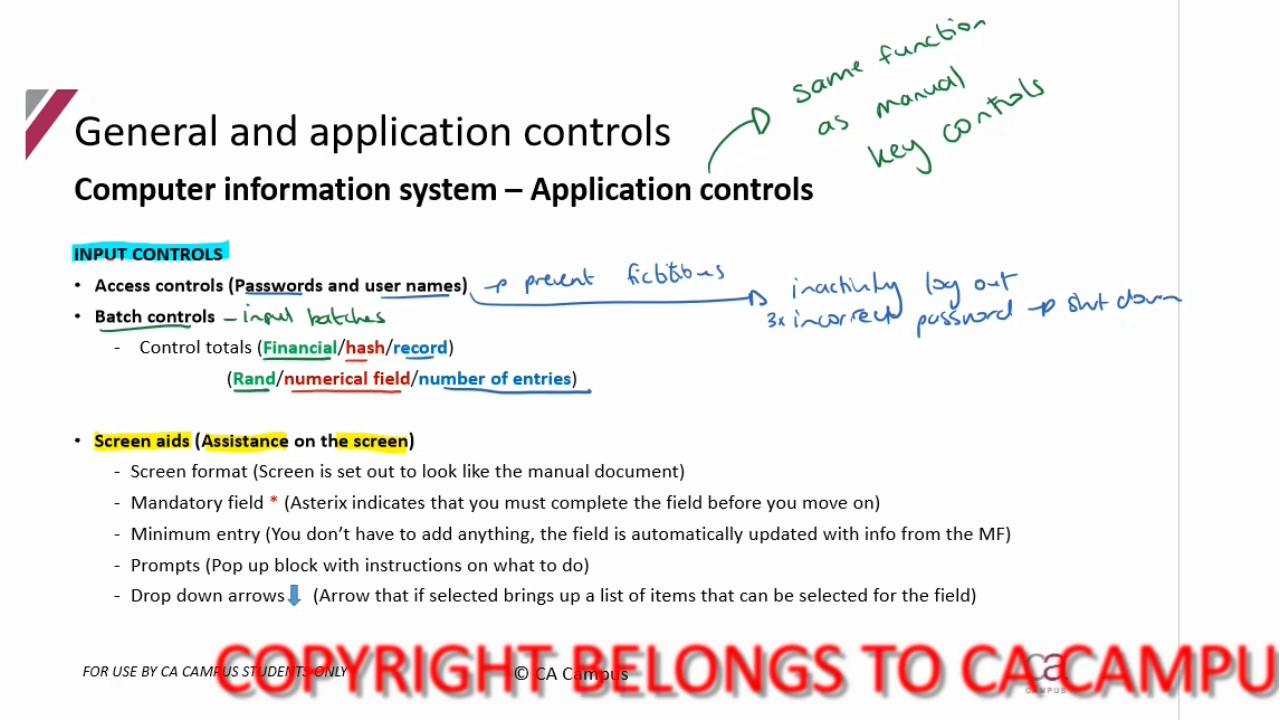 same function
as manual
key controls
General and application controls
Computer information system – Application controls
INPUT CONTROLS
• Access controls (Passwords and user names) → prevent fictitious
inactivity log out
3x incorrect password → shut down
• Batch controls – input batches
- Control totals (Financial/hash/record)
(Rand/numerical field/number of entries)
• Screen aids (Assistance on the screen)
- Screen format (Screen is set out to look like the manual document)
- Mandatory field * (Asterix indicates that you must complete the field before you move on)
- Minimum entry (You don't have to add anything, the field is automatically updated with info from the MF)
- Prompts (Pop up block with instructions on what to do)
- Drop down arrows (Arrow that if selected brings up a list of items that can be selected for the field)
FOR USE BY CA CAMPUS STUDENTS ONLY
© CA Campus
ca
CAMPUS
COPYRIGHT BELONGS TO CA CAMPU